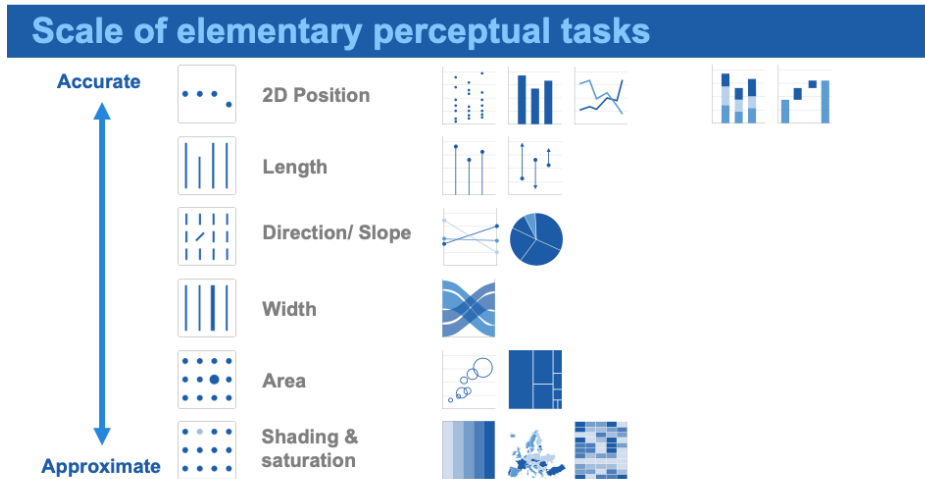 Scale of elementary perceptual tasks
Accurate
2D Position
Length
Direction/ Slope
Width
Area
Shading &
saturation
Approximate